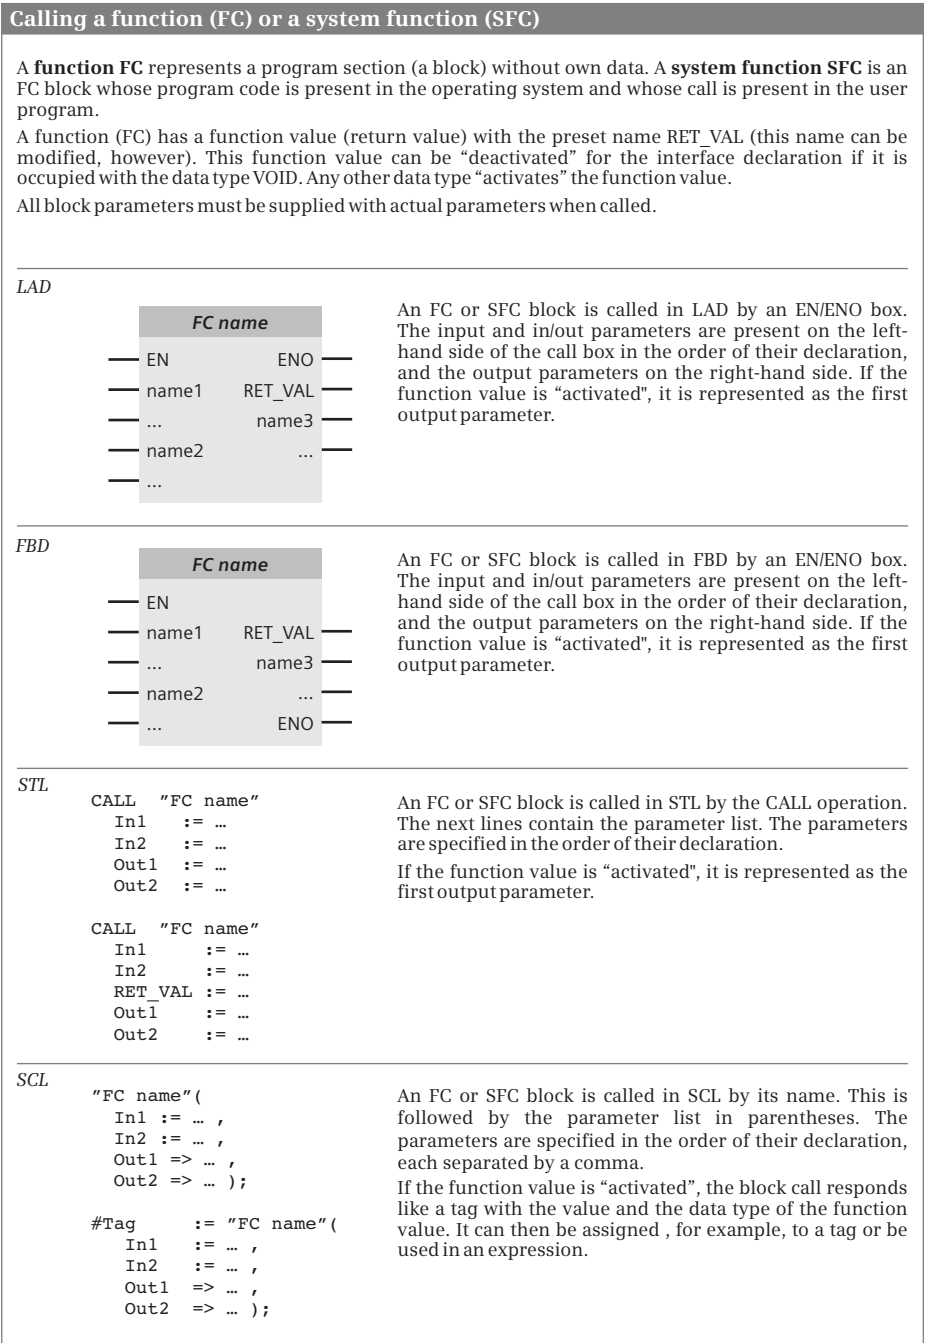 Calling a function (FC) or a system function (SFC)
A function FC represents a program section (a block) without own data. A system function SFC is an
FC block whose program code is present in the operating system and whose call is present in the user
program.
A function (FC) has a function value (return value) with the preset name RET_VAL (this name can be
modified, however). This function value can be “deactivated” for the interface declaration if it is
occupied with the data type VOID. Any other data type “activates” the function value.
All block parameters must be supplied with actual parameters when called.
LAD
FC name
EN ENO
name1 RET_VAL
... name3
name2 ...
...
An FC or SFC block is called in LAD by an EN/ENO box.
The input and in/out parameters are present on the left-
hand side of the call box in the order of their declaration,
and the output parameters on the right-hand side. If the
function value is “activated", it is represented as the first
output parameter.
FBD
FC name
EN
name1 RET_VAL
... name3
name2 ...
... ENO
An FC or SFC block is called in FBD by an EN/ENO box.
The input and in/out parameters are present on the left-
hand side of the call box in the order of their declaration,
and the output parameters on the right-hand side. If the
function value is “activated", it is represented as the first
output parameter.
STL
CALL  ″FC name″
In1   := …
In2   := …
Out1  := …
Out2  := …
CALL  ″FC name″
In1     := …
In2     := …
RET_VAL := …
Out1    := …
Out2    := …
An FC or SFC block is called in STL by the CALL operation.
The next lines contain the parameter list. The parameters
are specified in the order of their declaration.
If the function value is “activated", it is represented as the
first output parameter.
SCL
″FC name″(
In1 := … ,
In2 := … ,
Out1 => … ,
Out2 => … );
#Tag     := ″FC name″(
In1   := … ,
In2   := … ,
Out1  => … ,
Out2  => … );
An FC or SFC block is called in SCL by its name. This is
followed by the parameter list in parentheses. The
parameters are specified in the order of their declaration,
each separated by a comma.
If the function value is “activated”, the block call responds
like a tag with the value and the data type of the function
value. It can then be assigned , for example, to a tag or be
used in an expression.